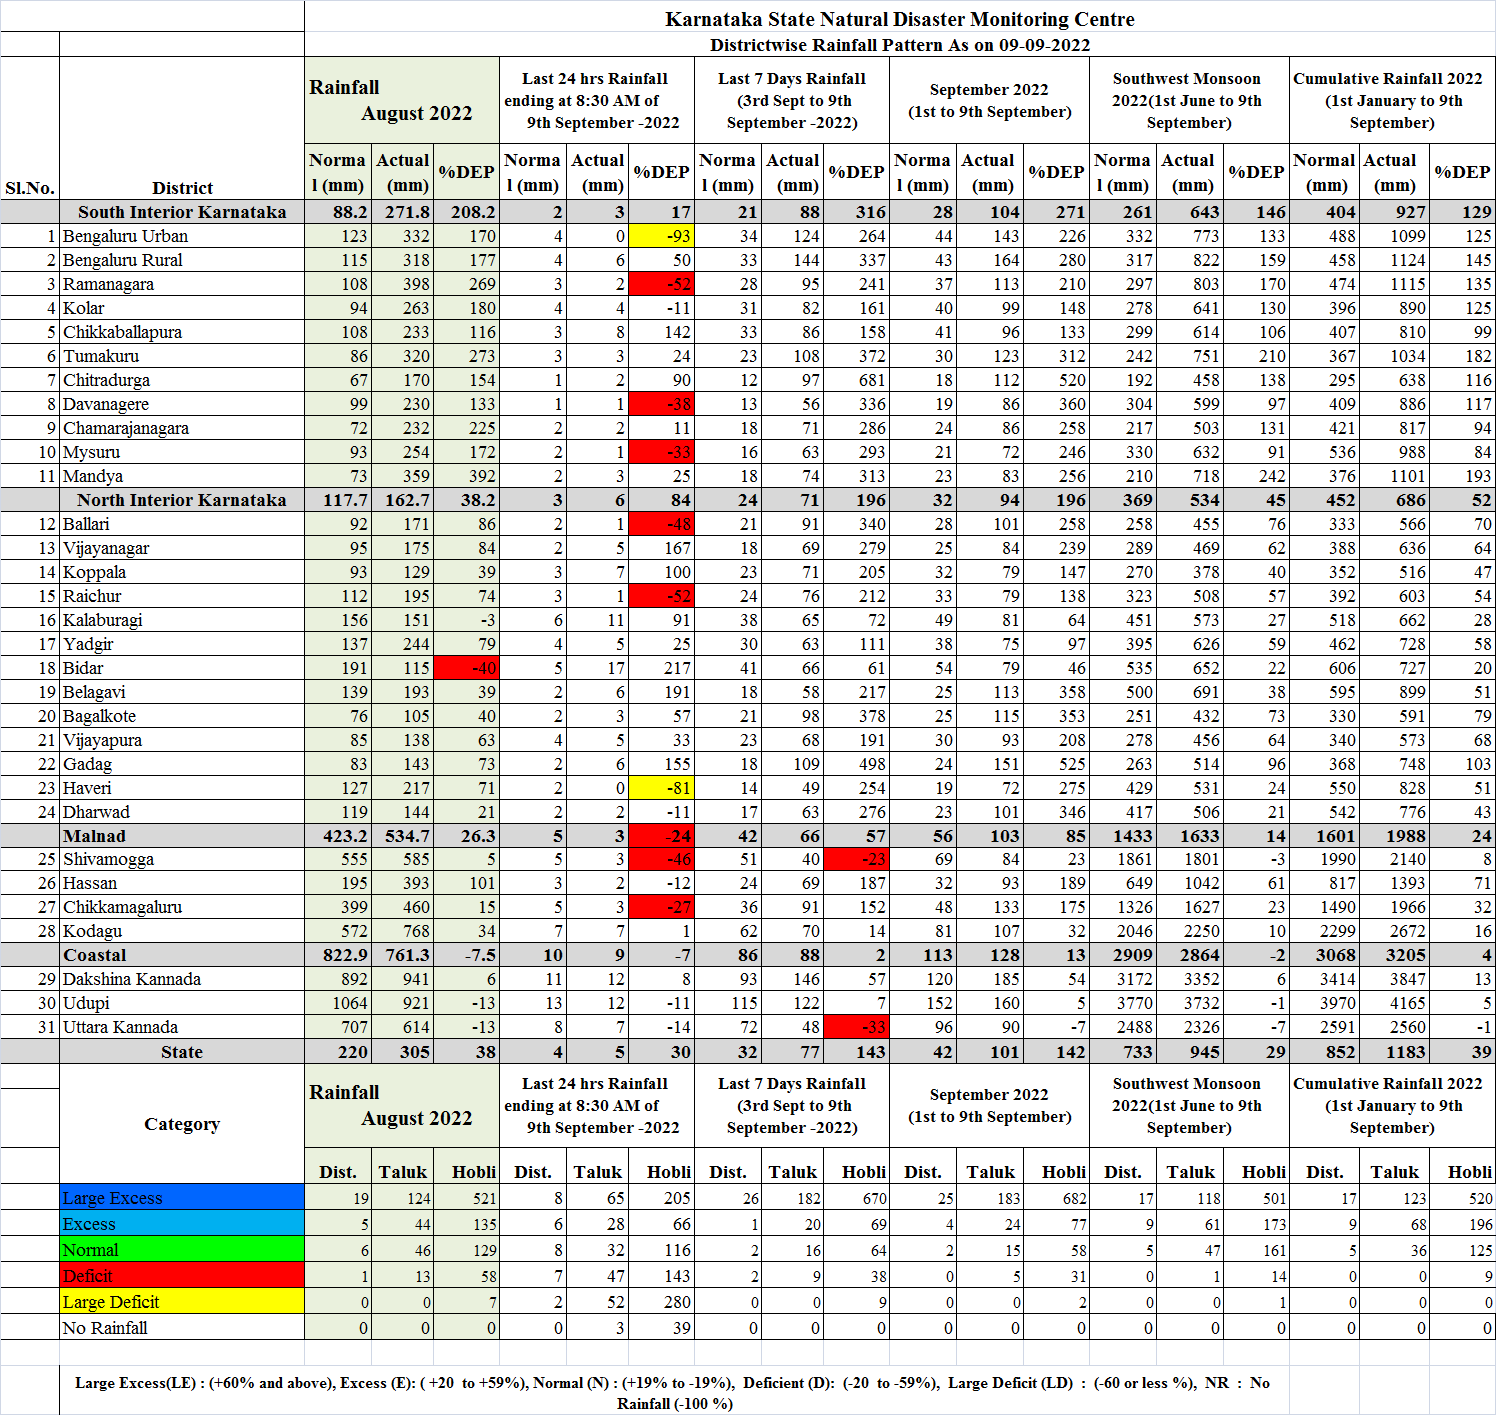 Karnataka State Natural Disaster Monitoring Centre
Districtwise Rainfall Pattern As on 09-09-2022
Sl.No. District Rainfall August 2022 Last 24 hrs Rainfall ending at 8:30 AM of 9th September -2022 Last 7 Days Rainfall (3rd Sept to 9th September -2022) September 2022 (1st to 9th September) Southwest Monsoon 2022(1st June to 9th September) Cumulative Rainfall 2022 (1st January to 9th September)
Normal (mm) Actual (mm) %DEP Normal (mm) Actual (mm) %DEP Normal (mm) Actual (mm) %DEP Normal (mm) Actual (mm) %DEP Normal (mm) Actual (mm) %DEP Normal (mm) Actual (mm) %DEP
South Interior Karnataka 88.2 271.8 208.2 2 3 17 21 88 316 28 104 271 261 643 146 404 927 129
1 Bengaluru Urban 123 332 170 4 0 -93 34 124 264 44 143 226 332 773 133 488 1099 125
2 Bengaluru Rural 115 318 177 4 6 50 33 144 337 43 164 280 317 822 159 458 1124 145
3 Ramanagara 108 398 269 3 2 -52 28 95 241 37 113 210 297 803 170 474 1115 135
4 Kolar 94 263 180 4 4 -11 31 82 161 40 99 148 278 641 130 396 890 125
5 Chikkaballapura 108 233 116 3 8 142 33 86 158 41 96 133 299 614 106 407 810 99
6 Tumakuru 86 320 273 3 3 24 23 108 372 30 123 312 242 751 210 367 1034 182
7 Chitradurga 67 170 154 1 2 90 12 97 681 18 112 520 192 458 138 295 638 116
8 Davanagere 99 230 133 1 1 -38 13 56 336 19 86 360 304 599 97 409 886 117
9 Chamarajanagara 72 232 225 2 2 11 18 71 286 24 86 258 217 503 131 421 817 94
10 Mysuru 93 254 172 2 1 -33 16 63 293 21 72 246 330 632 91 536 988 84
11 Mandya 73 359 392 2 3 25 18 74 313 23 83 256 210 718 242 376 1101 193
North Interior Karnataka 117.7 162.7 38.2 3 6 84 24 71 196 32 94 196 369 534 45 452 686 52
12 Ballari 92 171 86 2 1 -48 21 91 340 28 101 258 258 455 76 333 566 70
13 Vijayanagar 95 175 84 2 5 167 18 69 279 25 84 239 289 469 62 388 636 64
14 Koppala 93 129 39 3 7 100 23 71 205 32 79 147 270 378 40 352 516 47
15 Raichur 112 195 74 3 1 -52 24 76 212 33 79 138 323 508 57 392 603 54
16 Kalaburagi 156 151 -3 6 11 91 38 65 72 49 81 64 451 573 27 518 662 28
17 Yadgir 137 244 79 4 5 25 30 63 111 38 75 97 395 626 59 462 728 58
18 Bidar 191 115 -40 5 17 217 41 66 61 54 79 46 535 652 22 606 727 20
19 Belagavi 139 193 39 2 6 191 18 58 217 25 113 358 500 691 38 595 899 51
20 Bagalkote 76 105 40 2 3 57 21 98 378 25 115 353 251 432 73 330 591 79
21 Vijayapura 85 138 63 4 5 33 23 68 191 30 93 208 278 456 64 340 573 68
22 Gadag 83 143 73 2 6 155 18 109 498 24 151 525 263 514 96 368 748 103
23 Haveri 127 217 71 2 0 -81 14 49 254 19 72 275 429 531 24 550 828 51
24 Dharwad 119 144 21 2 2 -11 17 63 276 23 101 346 417 506 21 542 776 43
Malnad 423.2 534.7 26.3 5 3 -24 42 66 57 56 103 85 1433 1633 14 1601 1988 24
25 Shivamogga 555 585 5 5 3 -46 51 40 -23 69 84 23 1861 1801 -3 1990 2140 8
26 Hassan 195 393 101 3 2 -12 24 69 187 32 93 189 649 1042 61 817 1393 71
27 Chikkamagaluru 399 460 15 5 3 -27 36 91 152 48 133 175 1326 1627 23 1490 1966 32
28 Kodagu 572 768 34 7 7 1 62 70 14 81 107 32 2046 2250 10 2299 2672 16
Coastal 822.9 761.3 -7.5 10 9 -7 86 88 2 113 128 13 2909 2864 -2 3068 3205 4
29 Dakshina Kannada 892 941 6 11 12 8 93 146 57 120 185 54 3172 3352 6 3414 3847 13
30 Udupi 1064 921 -13 13 12 -11 115 122 7 152 160 5 3770 3732 -1 3970 4165 5
31 Uttara Kannada 707 614 -13 8 7 -14 72 48 -33 96 90 -7 2488 2326 -7 2591 2560 -1
State 220 305 38 4 5 30 32 77 143 42 101 142 733 945 29 852 1183 39
Category Rainfall August 2022 Last 24 hrs Rainfall ending at 8:30 AM of 9th September -2022 Last 7 Days Rainfall (3rd Sept to 9th September -2022) September 2022 (1st to 9th September) Southwest Monsoon 2022(1st June to 9th September) Cumulative Rainfall 2022 (1st January to 9th September)
Dist. Taluk Hobli Dist. Taluk Hobli Dist. Taluk Hobli Dist. Taluk Hobli Dist. Taluk Hobli Dist. Taluk Hobli
Large Excess 19 124 521 8 65 205 26 182 670 25 183 682 17 118 501 17 123 520
Excess 5 44 135 6 28 66 1 20 69 4 24 77 9 61 173 9 68 196
Normal 6 46 129 8 32 116 2 16 64 2 15 58 5 47 161 5 36 125
Deficit 1 13 58 7 47 143 2 9 38 0 5 31 0 1 14 0 0 9
Large Deficit 0 0 7 2 52 280 0 0 9 0 0 2 0 0 1 0 0 0
No Rainfall 0 0 0 0 3 39 0 0 0 0 0 0 0 0 0 0 0 0
Large Excess(LE) : (+60% and above), Excess (E): ( +20 to +59%), Normal (N) : (+19% to -19%), Deficient (D): (-20 to -59%), Large Deficit (LD) : (-60 or less %), NR : No
Rainfall (-100 %)